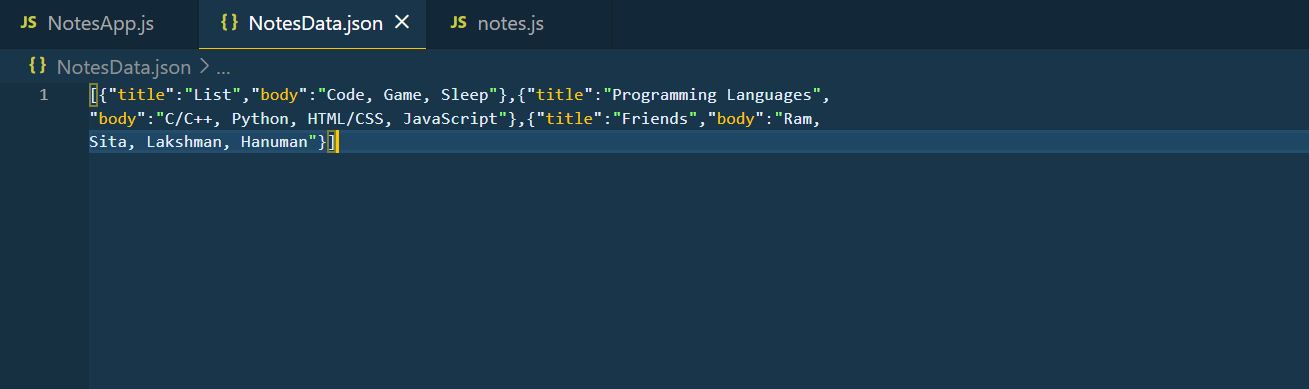 JS NotesApp.js {} NotesData.json × JS notes.js
{} NotesData.json > ...
1 [{"title":"List","body":"Code, Game, Sleep"},{"title":"Programming Languages",
"body":"C/C++, Python, HTML/CSS, JavaScript"},{"title":"Friends","body":"Ram,
Sita, Lakshman, Hanuman"}]